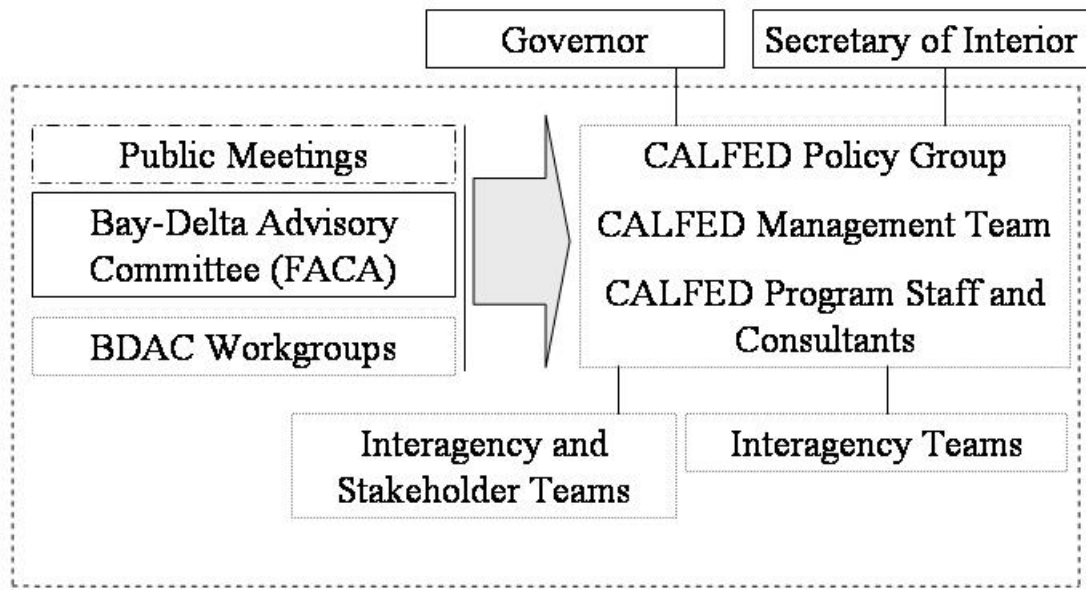 Governor
Secretary of Interior
Public Meetings
Bay-Delta Advisory
Committee (FACA)
BDAC Workgroups
CALFED Policy Group
CALFED Management Team
CALFED Program Staff and
Consultants
Interagency and
Stakeholder Teams
Interagency Teams